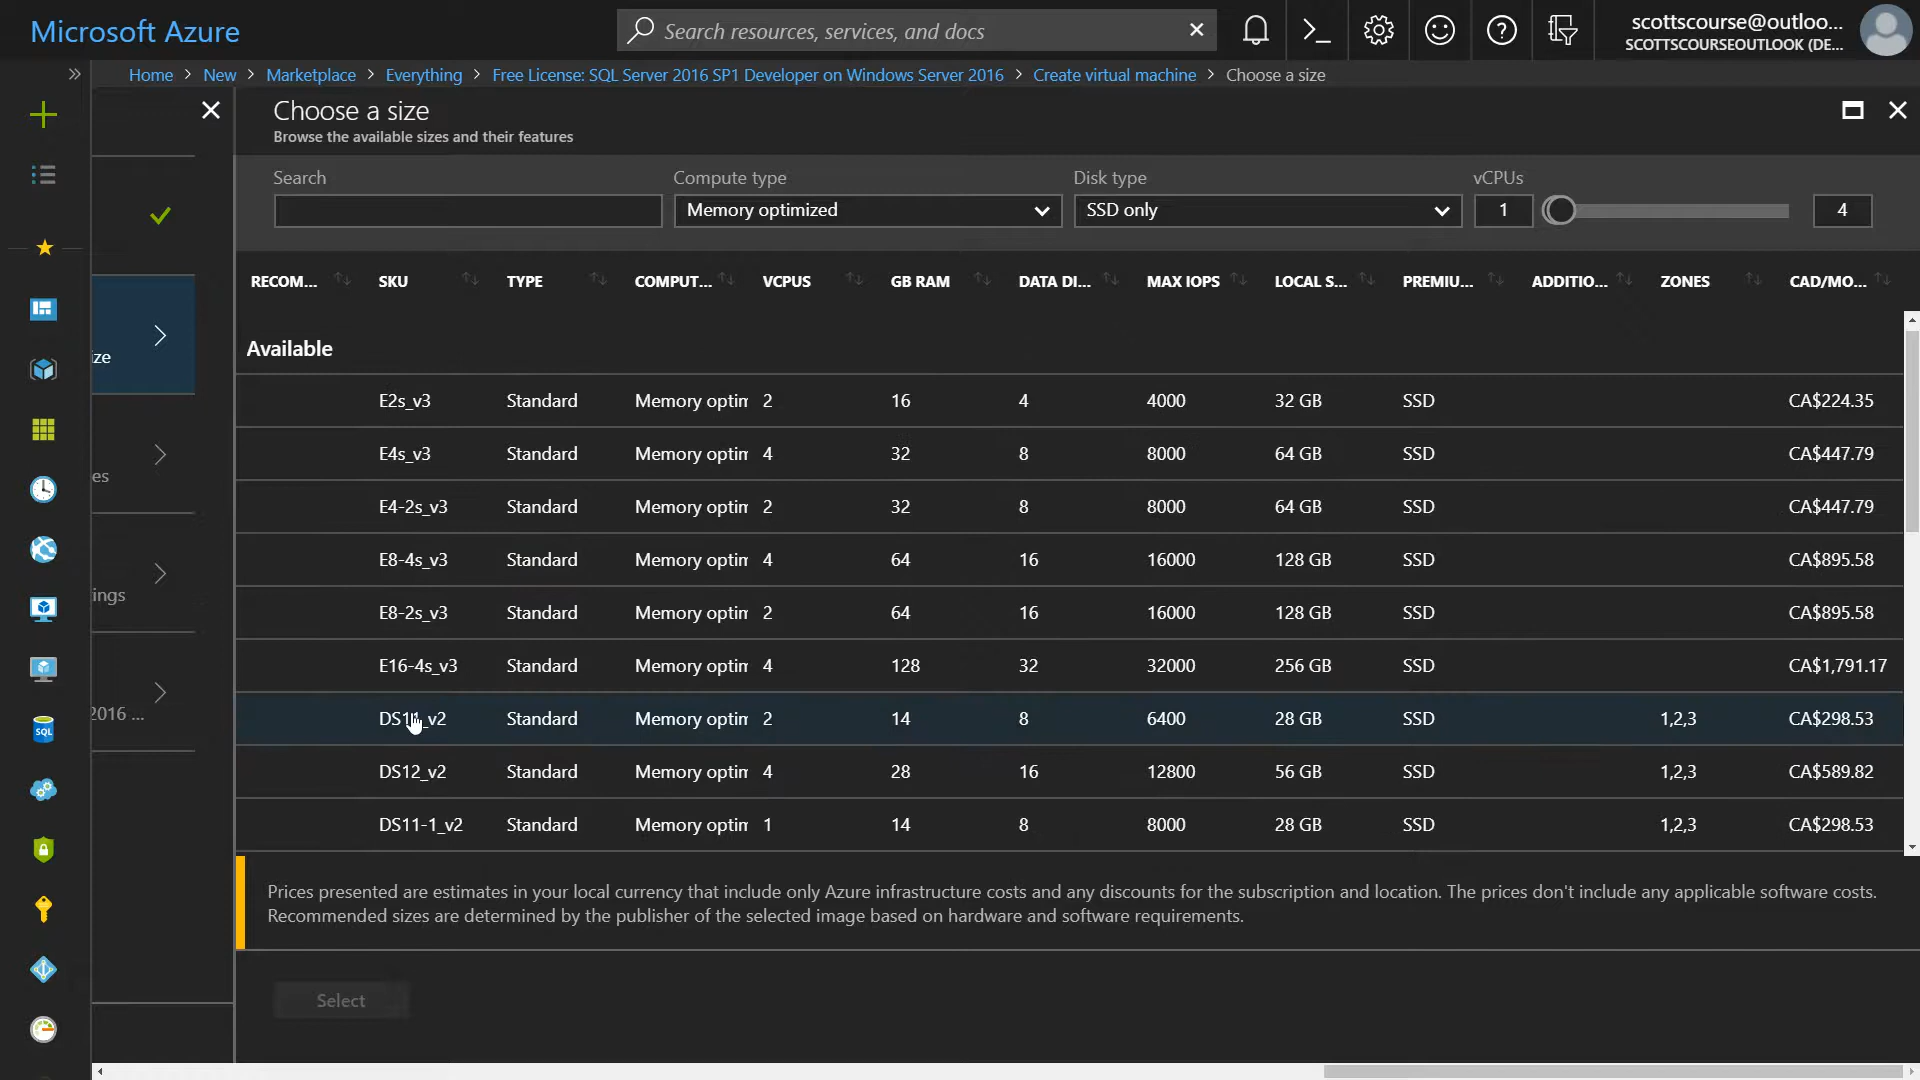 Microsoft Azure
Search resources, services, and docs
scottscourse@outloo...
SCOTTSCOURSEOUTLOOK (DE...
Home > New > Marketplace > Everything > Free License: SQL Server 2016 SP1 Developer on Windows Server 2016 > Create virtual machine > Choose a size
Choose a size
Browse the available sizes and their features
Search Compute type Disk type vCPUs
Memory optimized SSD only 1 4
RECOM... SKU TYPE COMPUT... VCPUS GB RAM DATA DI... MAX IOPS LOCAL S... PREMIU... ADDITIO... ZONES CAD/MO...
Available
ize
E2s_v3 Standard Memory optim 2 16 4 4000 32 GB SSD CA$224.35
E4s_v3 Standard Memory optim 4 32 8 8000 64 GB SSD CA$447.79
es
E4-2s_v3 Standard Memory optim 2 32 8 8000 64 GB SSD CA$447.79
E8-4s_v3 Standard Memory optim 4 64 16 16000 128 GB SSD CA$895.58
ings
E8-2s_v3 Standard Memory optim 2 64 16 16000 128 GB SSD CA$895.58
E16-4s_v3 Standard Memory optim 4 128 32 32000 256 GB SSD CA$1,791.17
2016 ...
DS11_v2 Standard Memory optim 2 14 8 6400 28 GB SSD 1,2,3 CA$298.53
SQL
DS12_v2 Standard Memory optim 4 28 16 12800 56 GB SSD 1,2,3 CA$589.82
DS11-1_v2 Standard Memory optim 1 14 8 8000 28 GB SSD 1,2,3 CA$298.53
Prices presented are estimates in your local currency that include only Azure infrastructure costs and any discounts for the subscription and location. The prices don't include any applicable software costs.
Recommended sizes are determined by the publisher of the selected image based on hardware and software requirements.
Select